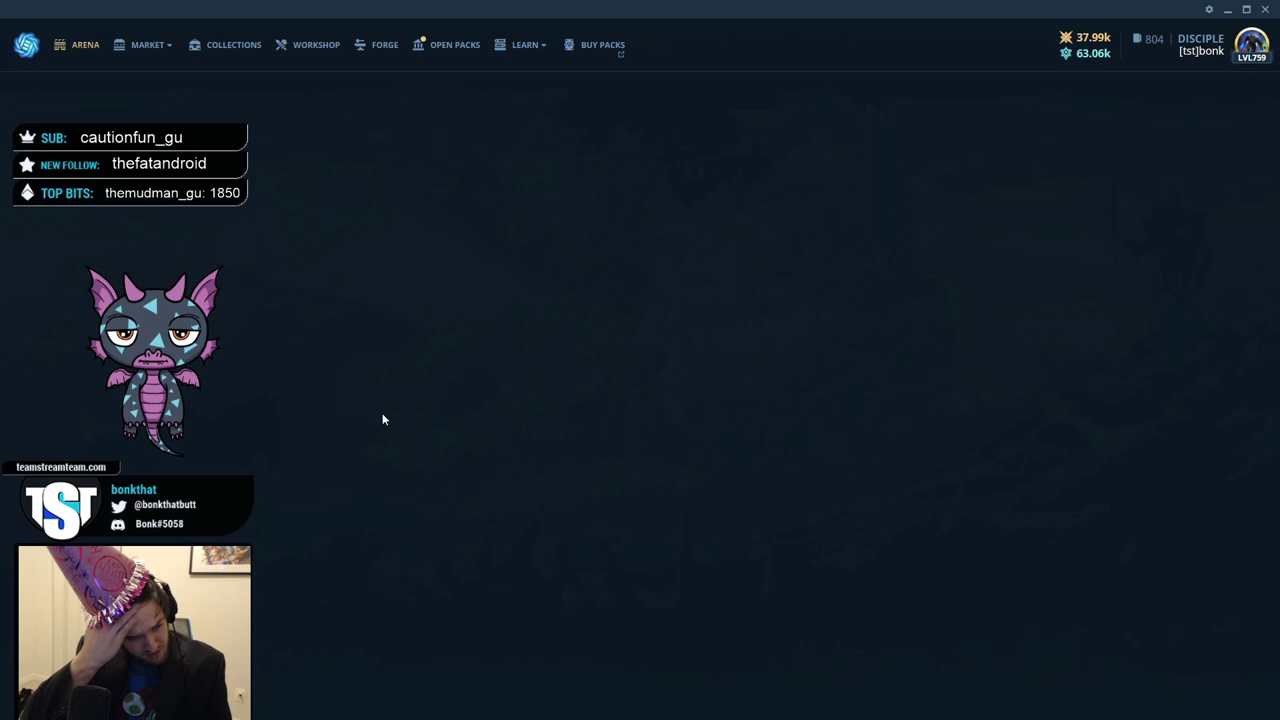 ARENA MARKET COLLECTIONS WORKSHOP FORGE OPEN PACKS LEARN BUY PACKS
37.99k
63.06k
804
DISCIPLE
[tst]bonk
LVL759
SUB: cautionfun_gu
NEW FOLLOW: thefatandroid
TOP BITS: themudman_gu: 1850
teamstreamteam.com
TST
bonkthat
@bonkthatbutt
Bonk#5058